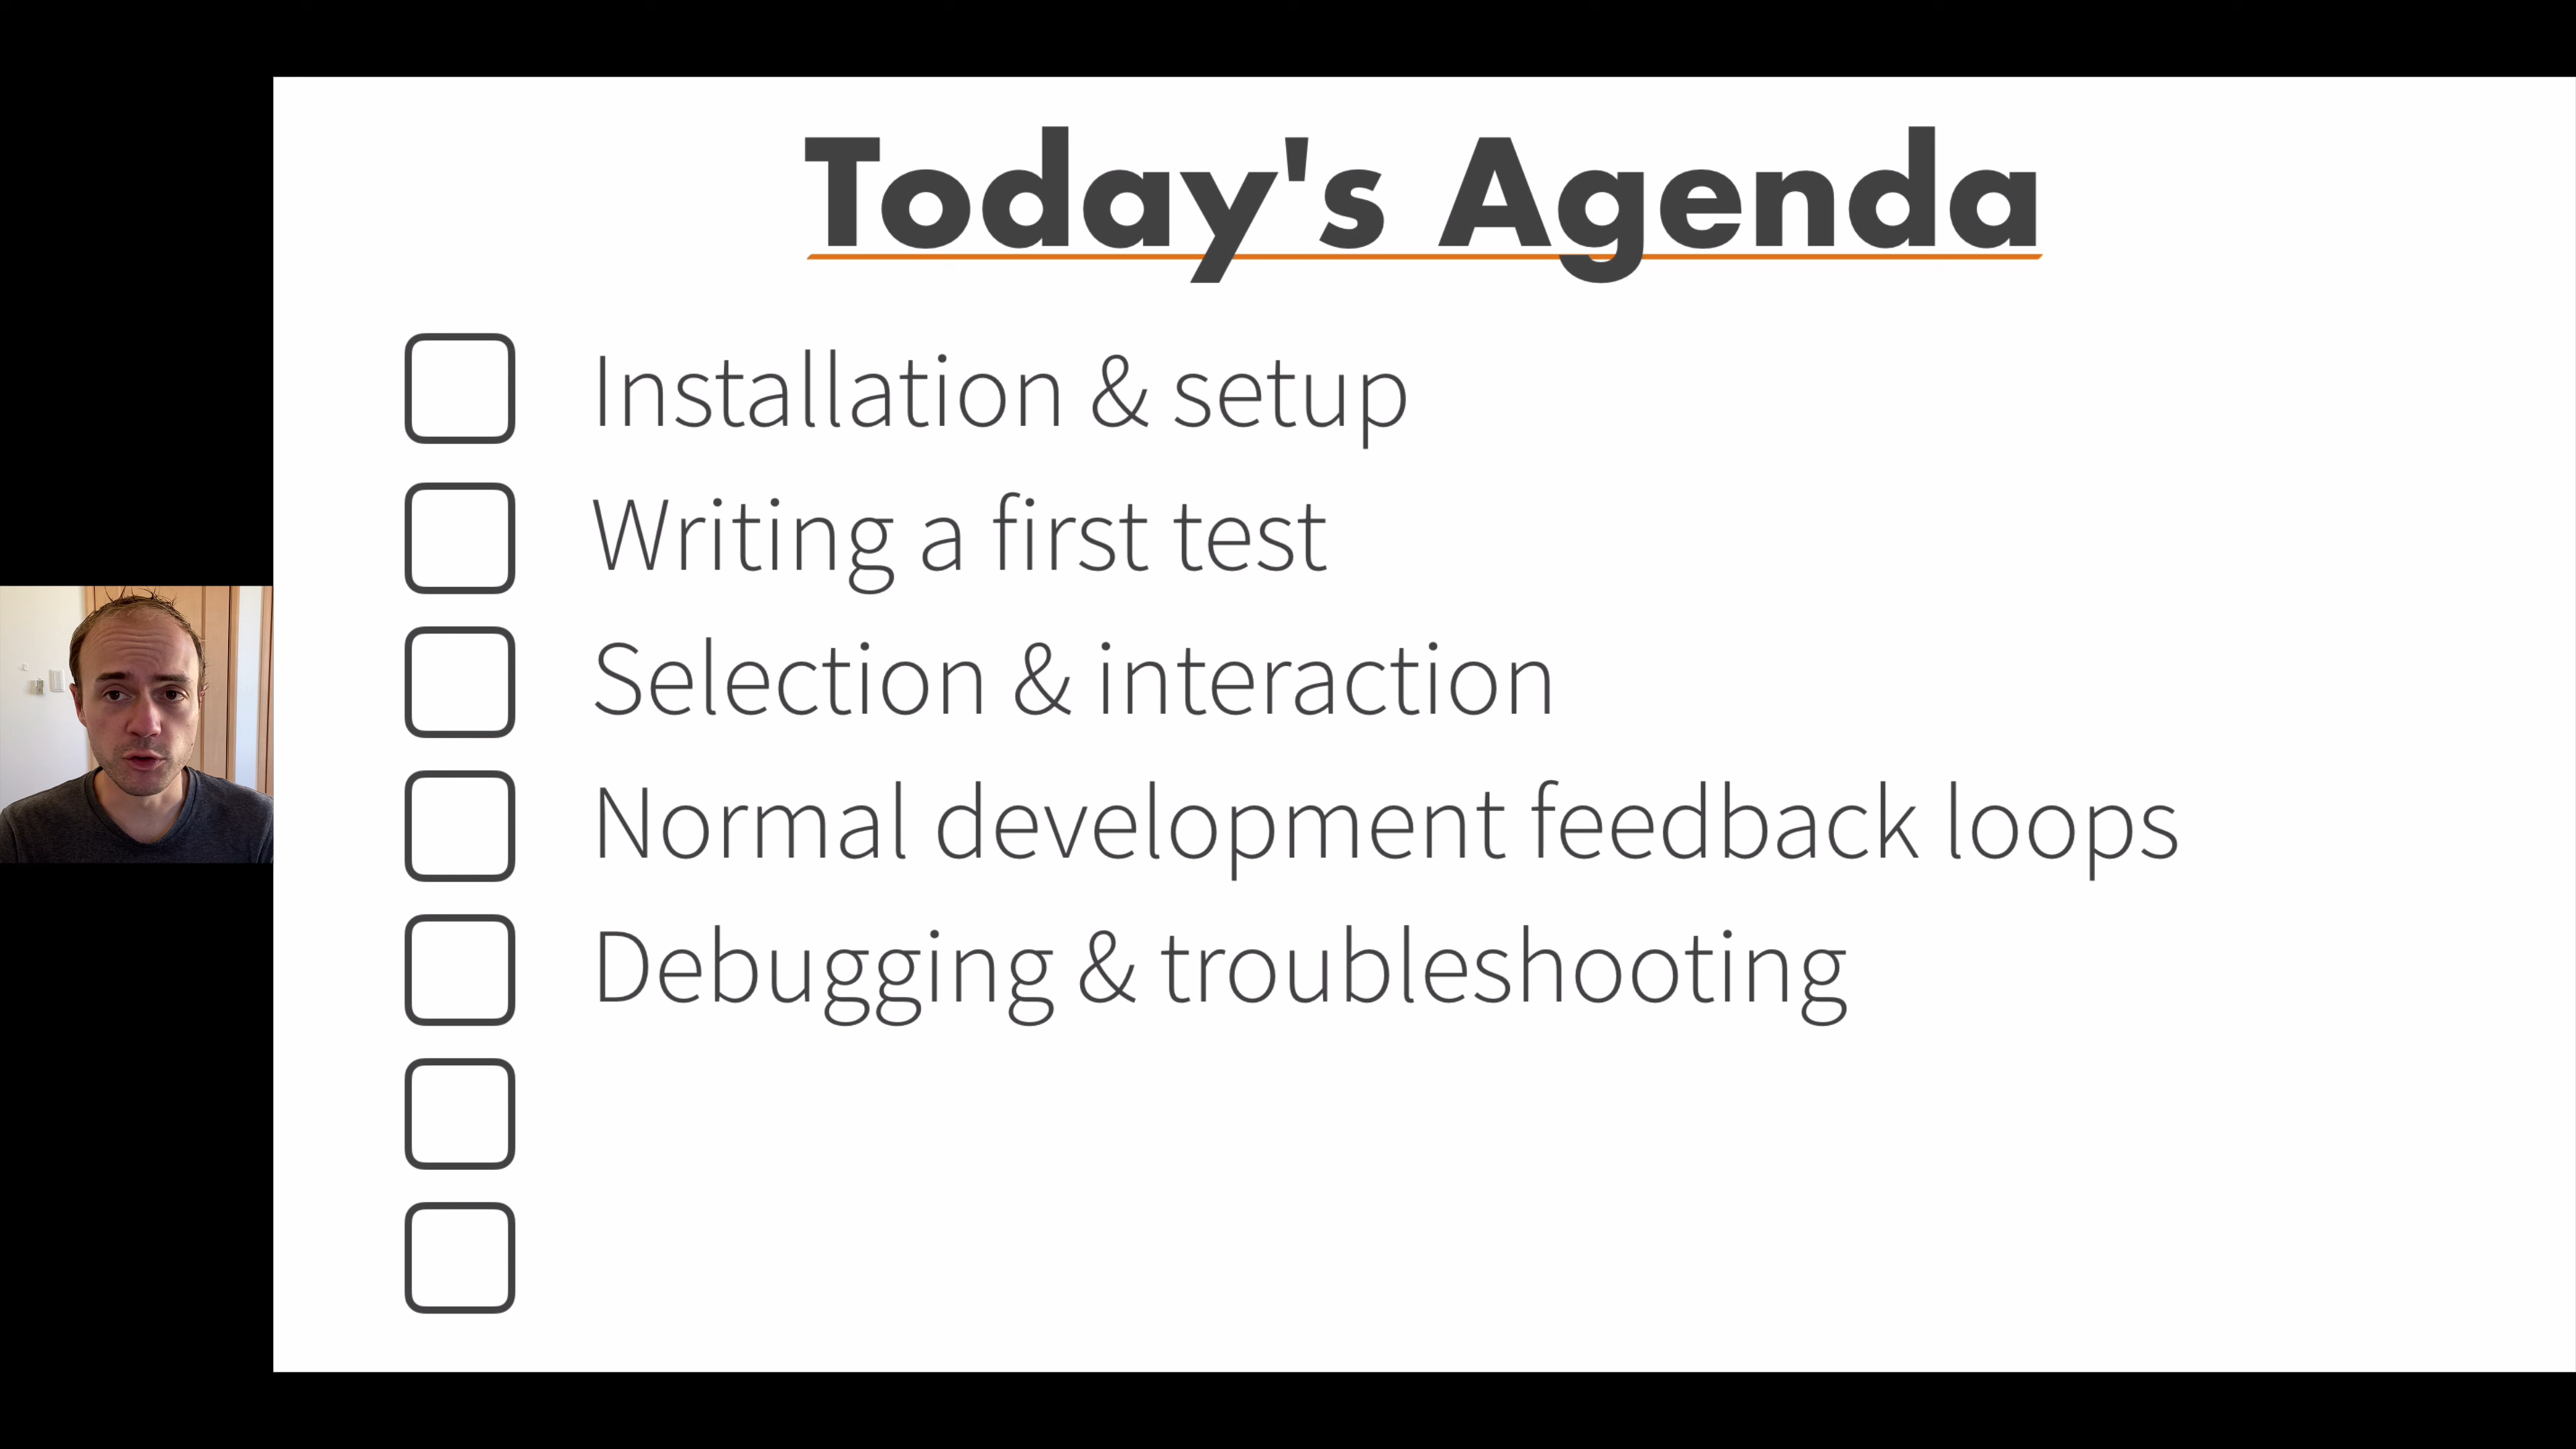 Today's Agenda
Installation & setup
Writing a first test
Selection & interaction
Normal development feedback loops
Debugging & troubleshooting